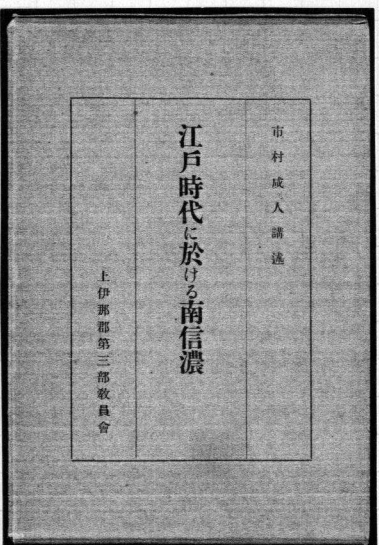 市村咸人講述
江戸時代に於ける南信濃
上伊那郡第三部教員會